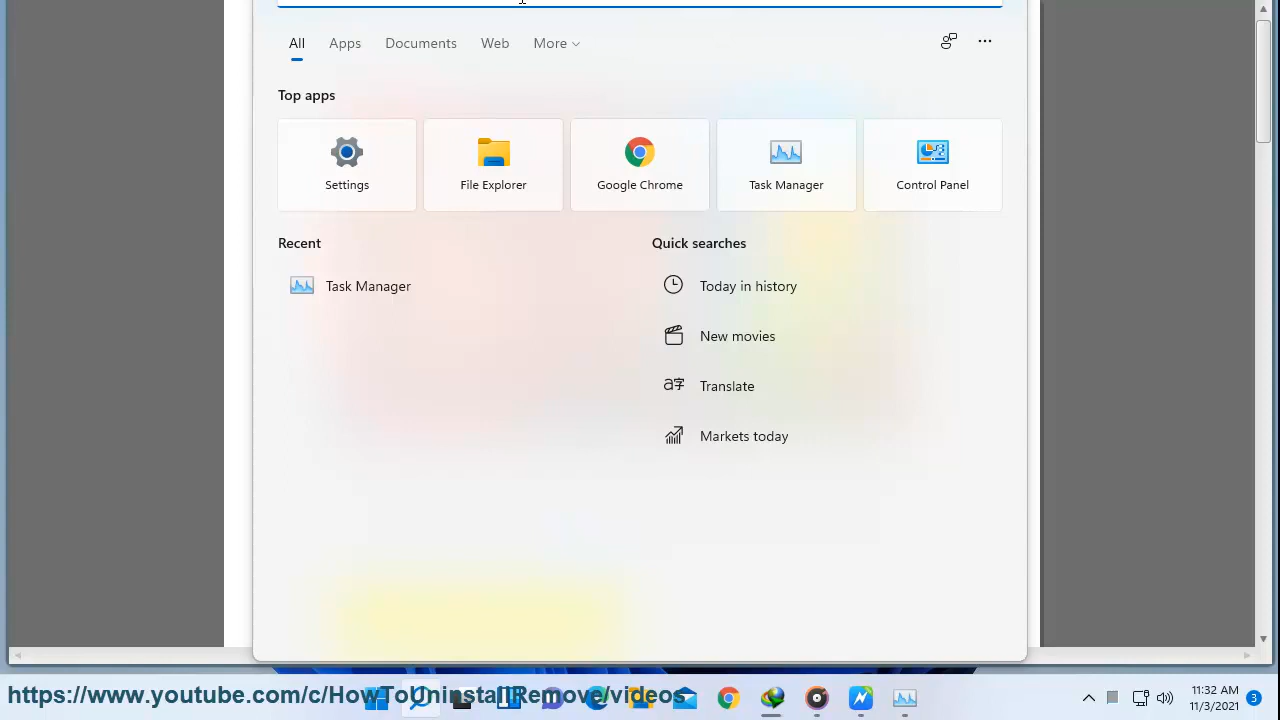 All Apps Documents Web More
Top apps
Settings File Explorer Google Chrome Task Manager Control Panel
Recent Quick searches
Task Manager Today in history
New movies
Translate
Markets today
https://www.youtube.com/c/HowToUninstallRemove/videos
11:32 AM
11/3/2021
3